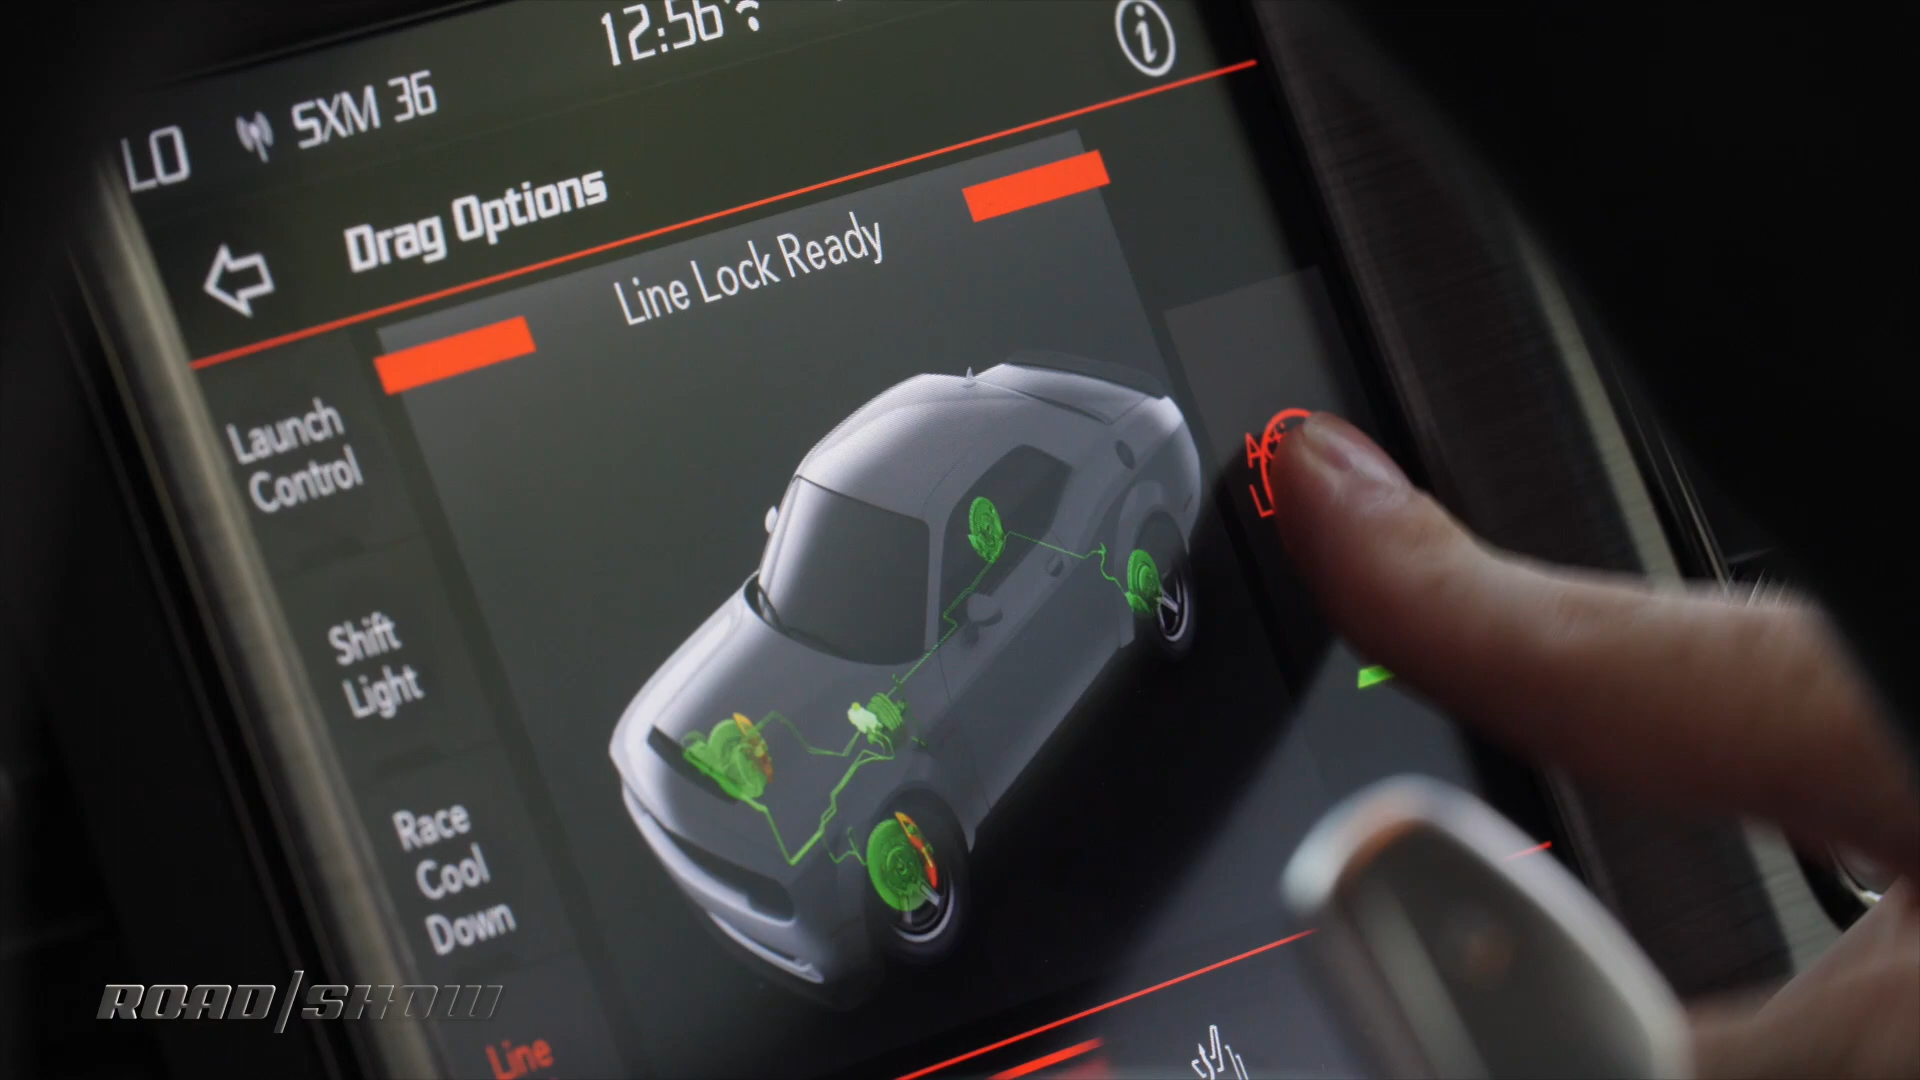 12:56
LO SXM 36
Drag Options
Line Lock Ready
Launch
Control
Shift
Light
Race
Cool
Down
Line
ROAD/SHOW